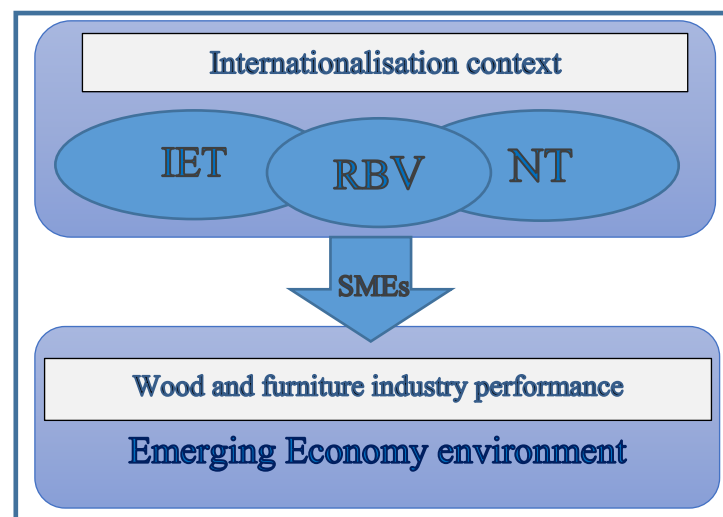 Internationalisation context
IET
RBV
NT
SMEs
Wood and furniture industry performance
Emerging Economy environment